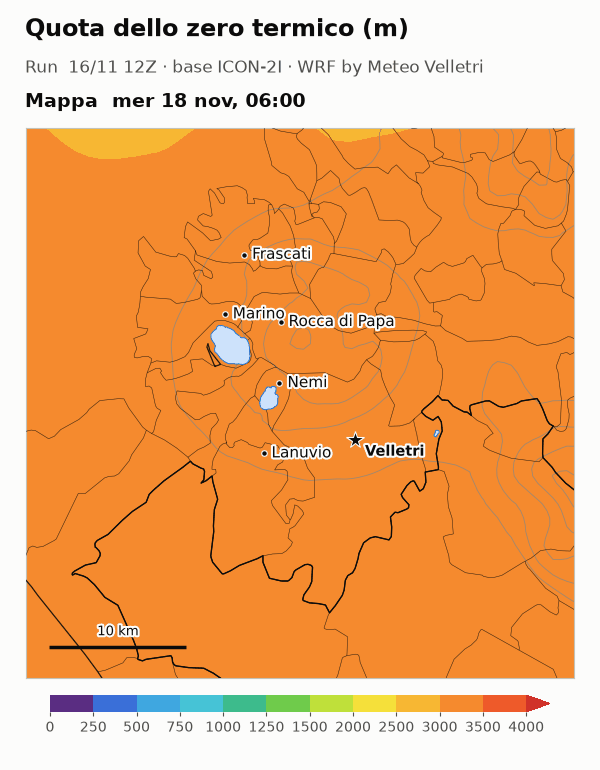 Quota dello zero termico (m)
Run  16/11 12Z · base ICON-2I · WRF by Meteo Velletri
Mappa  mer 18 nov, 06:00
Frascati
Marino
Rocca di Papa
Nemi
Velletri
Lanuvio
10 km
0 250 500 750 1000 1250 1500 2000 2500 3000 3500 4000